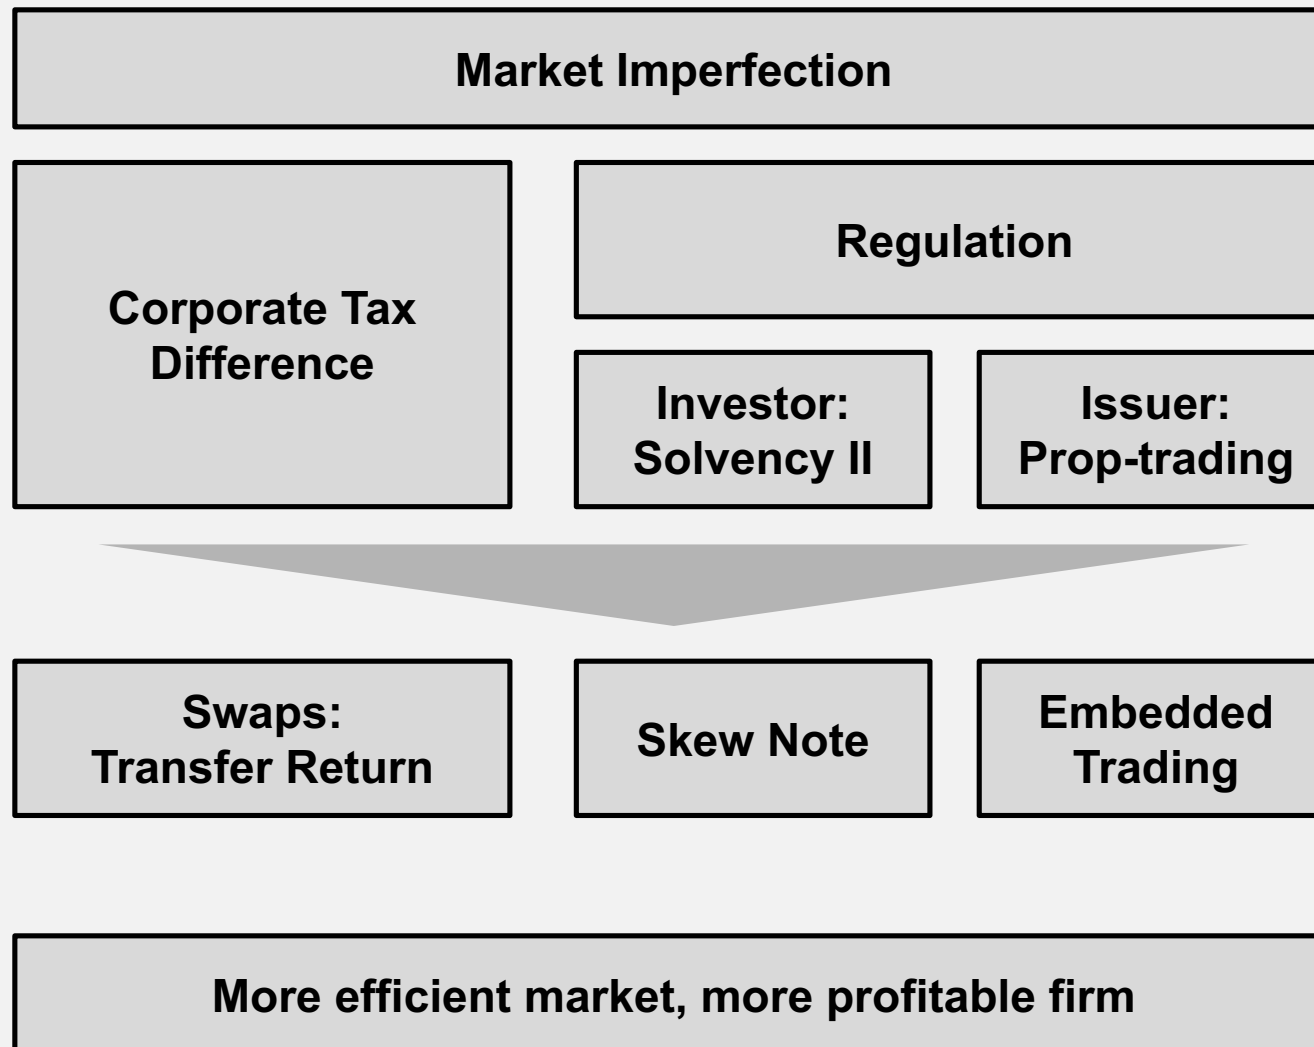 Market Imperfection
Corporate Tax
Difference
Regulation
Investor:
Solvency II
Issuer:
Prop-trading
Swaps:
Transfer Return
Skew Note
Embedded
Trading
More efficient market, more profitable firm